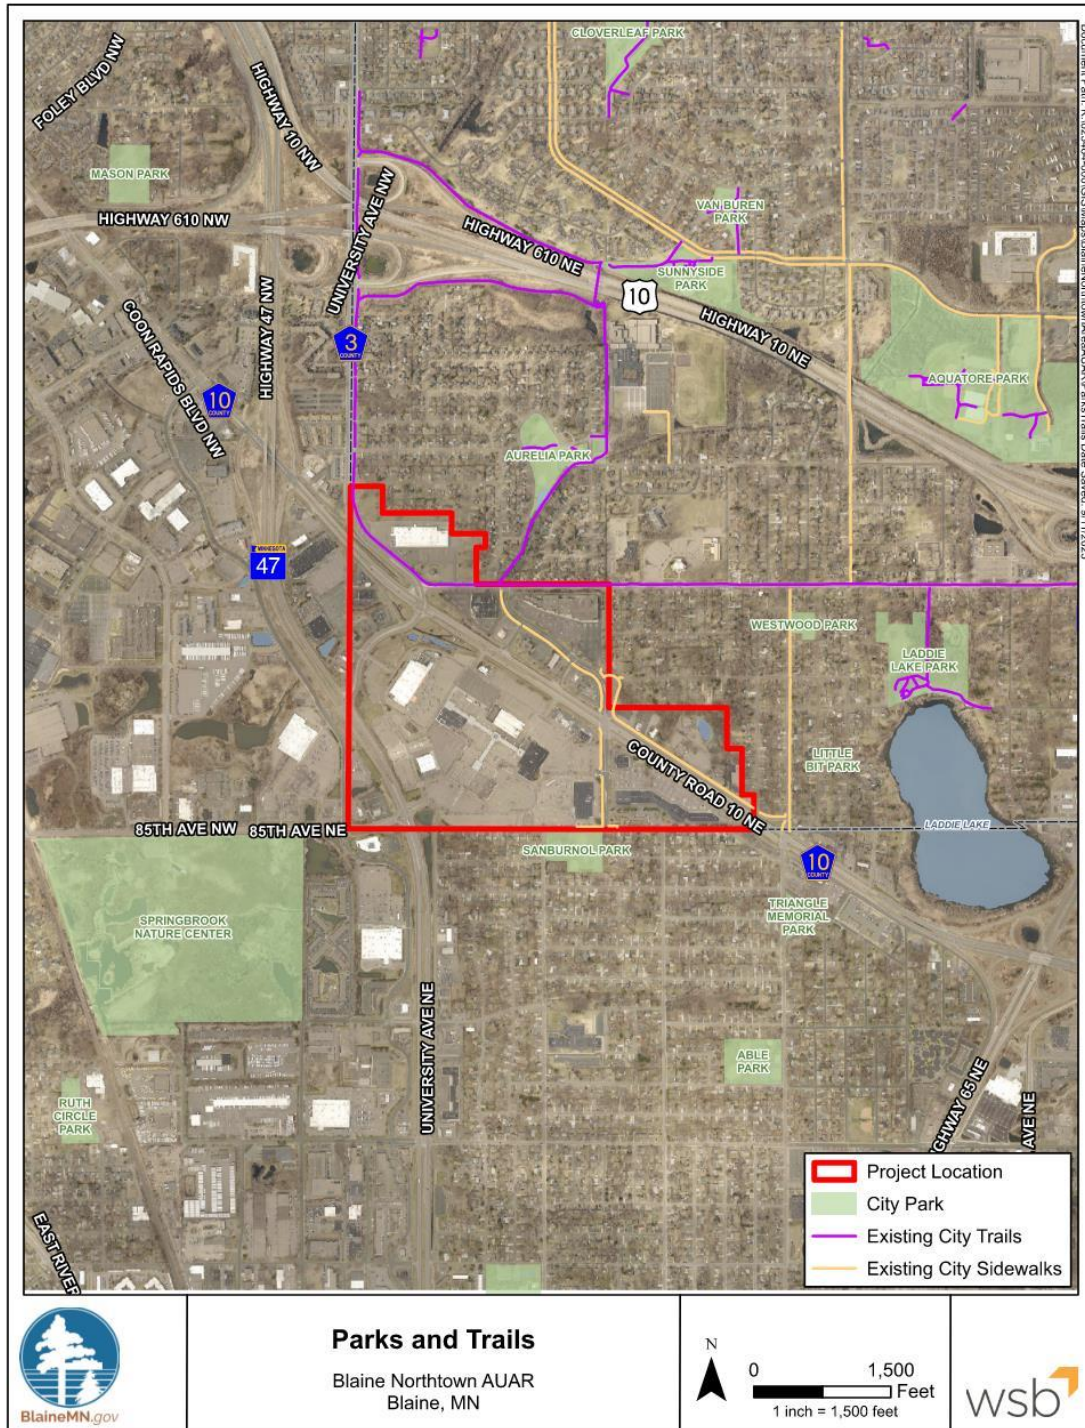 CLOVERLEAF PARK
FOLEY BLVD NW
HIGHWAY 10 NW
MASON PARK
HIGHWAY 610 NW
UNIVERSITY AVE NW
VAN BUREN
PARK
HIGHWAY 610 NE
SUNNYSIDE
PARK
10
HIGHWAY 47 NW
COON RAPIDS BLVD NW
HIGHWAY 10 NE
3
COUNTY
10
COUNTY
AQUATORE PARK
AURELIA PARK
MINNESOTA
47
WESTWOOD PARK
LADDIE
LAKE PARK
COUNTY ROAD 10 NE
LITTLE
BIT PARK
85TH AVE NW
85TH AVE NE
LADDIE LAKE
SANBURNOL PARK
10
COUNTY
SPRINGBROOK
NATURE CENTER
TRIANGLE
MEMORIAL
PARK
UNIVERSITY AVE NE
ABLE
PARK
RUTH
CIRCLE
PARK
HIGHWAY 65 NE
AVE NE
EAST RIVER
Project Location
City Park
Existing City Trails
Existing City Sidewalks
BlaineMN.gov
Parks and Trails
Blaine Northtown AUAR
Blaine, MN
N
0 1,500
Feet
1 inch = 1,500 feet
wsb